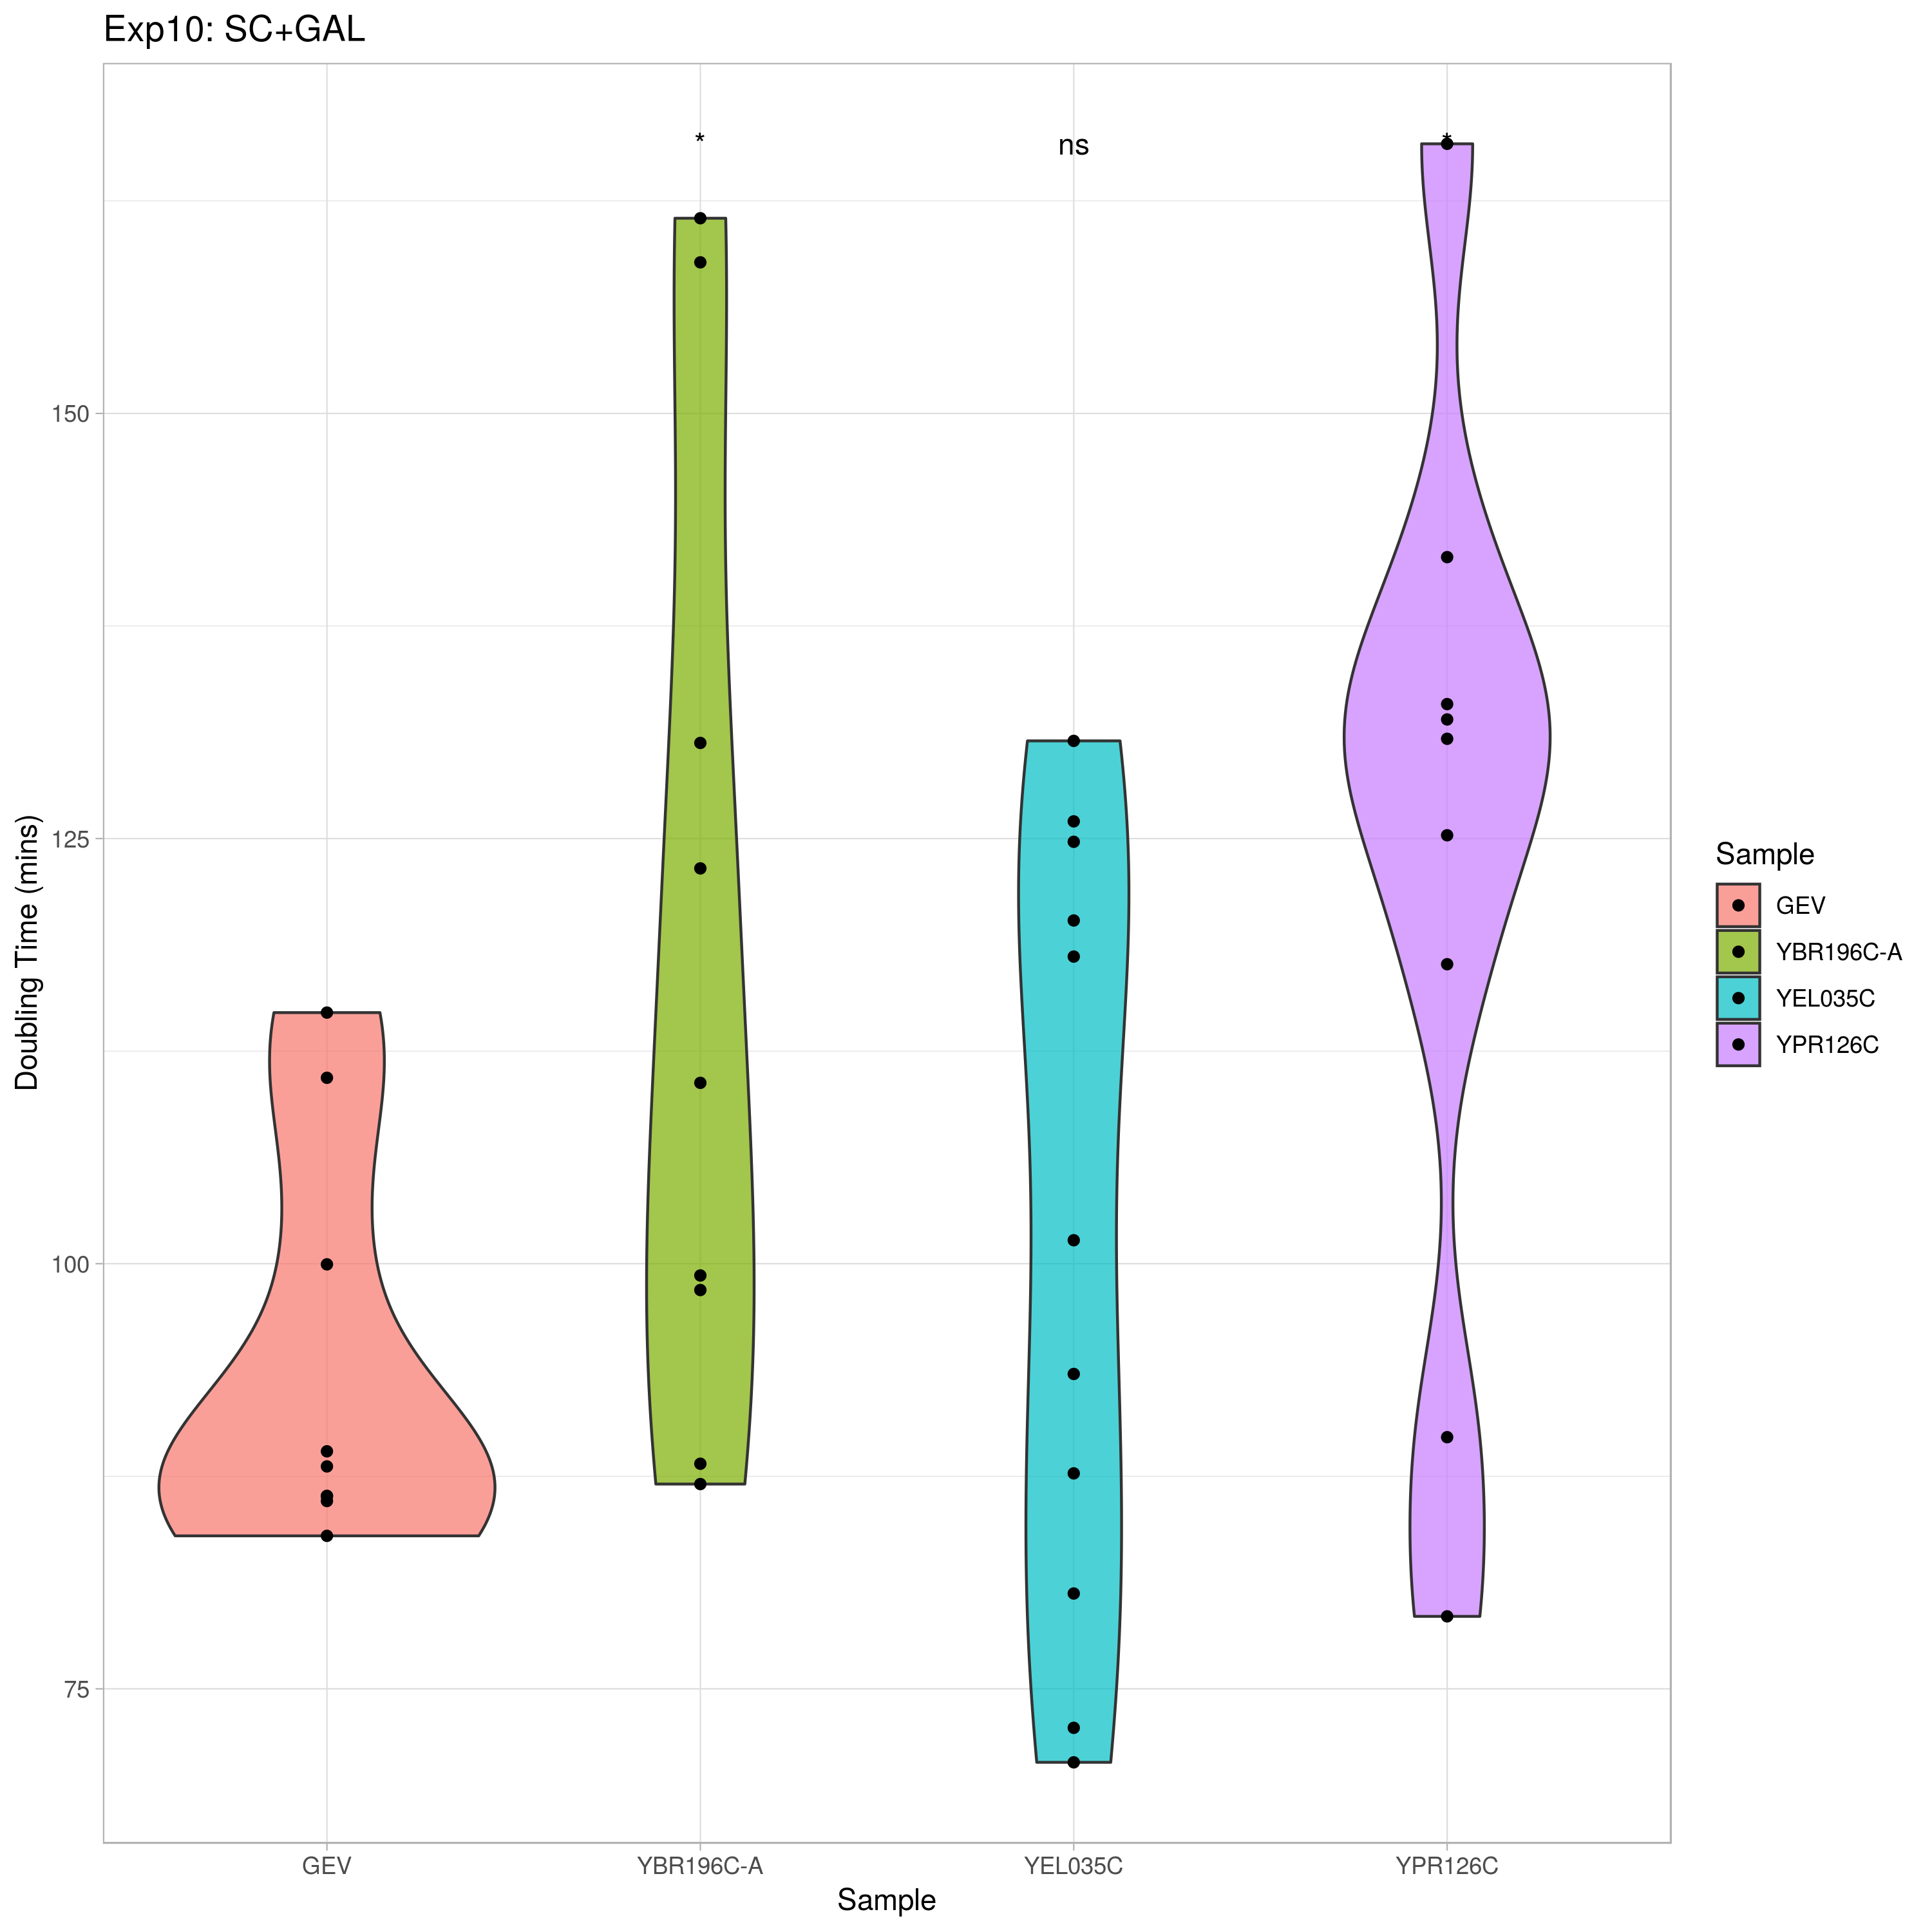 Exp10: SC+GAL
* ns *
150
125
100
75
Doubling Time (mins)
GEV YBR196C-A YEL035C YPR126C
Sample
Sample
GEV
YBR196C-A
YEL035C
YPR126C